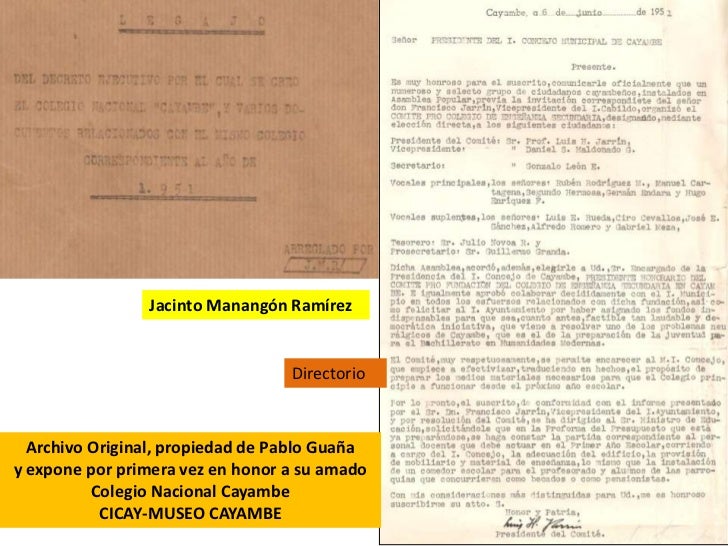 L E G A J O
DEL DECRETO EJECUTIVO POR EL CUAL SE CREO
EL COLEGIO NACIONAL "CAYAMBE",Y VARIOS DO-
CUMENTOS RELACIONADOS CON EL MISMO COLEGIO
CORRESPONDIENTE AL AÑO DE
1.951
ARREGLADO POR
J.M.R/
Jacinto Manangón Ramírez
Directorio
Archivo Original, propiedad de Pablo Guaña
y expone por primera vez en honor a su amado
Colegio Nacional Cayambe
CICAY-MUSEO CAYAMBE
Cayambe, a 6 de junio de 1951
Señor PRESIDENTE DEL I. CONCEJO MUNICIPAL DE CAYAMBE
Presente.
Es muy honroso para el suscrito,comunicarle oficialmente que un
numeroso y selecto grupo de ciudadanos cayambeños,instalados en
Asamblea Popular,previa la invitación correspondiete del señor
don Francisco Jarrín,Vicepresidente del I.Cabildo,organizó el
COMITE PRO COLEGIO DE ENSEÑANZA SECUNDARIA,designando,mediante
elección directa,a los siguientes ciudadanos:
Presidente del Comité: Sr. Prof. Luis H. Jarrín,
Vicepresidente: " Daniel S. Maldonado G.
Secretario: " Gonzalo León E.
Vocales principales,los señores: Rubén Rodríguez M., Manuel Car-
tagena,Segundo Hermosa,Germán Endara y Hugo
Enríquez P.
Vocales suplentes,los señores: Luis E. Rueda,Ciro Cevallos,José E.
Sánchez,Alfredo Romero y Gabriel Meza,
Tesorero: Sr. Julio Novoa R. y
Prosecretario: Sr. Guillermo Granda.
Dicha Asamblea,acordó,además,elegirle a Ud.,Sr. Encargado de la
Presidencia del I. Concejo de Cayambe, PRESIDENTE HONORARIO DEL
COMITE PRO FUNDACIÓN DEL COLEGIO DE ENSEÑANZA SECUNDARIA EN CAYAM
BE. E igualmente aprobó colaborar decididamente con el I. Munici-
pio en todos los esfuerzos relacionados con dicha fundación,así co-
mo felicitar al I. Ayuntamiento por haber asignado los fondos in-
dispensables para que sea,cuanto antes,factible tan laudable y de-
mocrática iniciativa, que viene a resolver uno de los problemas neu
rálgicos de Cayambe, que es el de la preparación de la juventud pa-
ra el Bachillerato en Humanidades Modernas.
El Comité,muy respetuosamente,se permite encarecer al M.I. Concejo,
que empiece a efectivizar, traduciendo en hechos,el propósito de
preparar los medios materiales necesarios para que el Colegio prin-
cipie a funcionar desde el próximo año escolar.
Por lo pronto,el suscrito,de conformidad con el informe presentado
por el Sr. Dn. Francisco Jarrín,Vicepresidente del I.Ayuntamiento,
y por resolución del Comité, se ha dirigido al Sr. Ministro de Edu-
cación,solicitándole que en la Proforma del Presupuesto que está
ya preparándose,se haga constar la partida correspondiente al per-
sonal docente que debe actuar en el Primer Año Escolar,corriendo
a cargo del I. Concejo, la adecuación del edificio, la provisión
de mobiliario y material de enseñanza,lo mismo que la instalación
de un comedor escolar para el profesorado y alumnos de las parro-
quias que concurrieren como becados o como pensionados.
Con mis consideraciones más distinguidas para Ud.,me es honroso
suscribirme su atto. S.
Honor y Patria,
Luis H. Jarrín
Presidente del Comité.